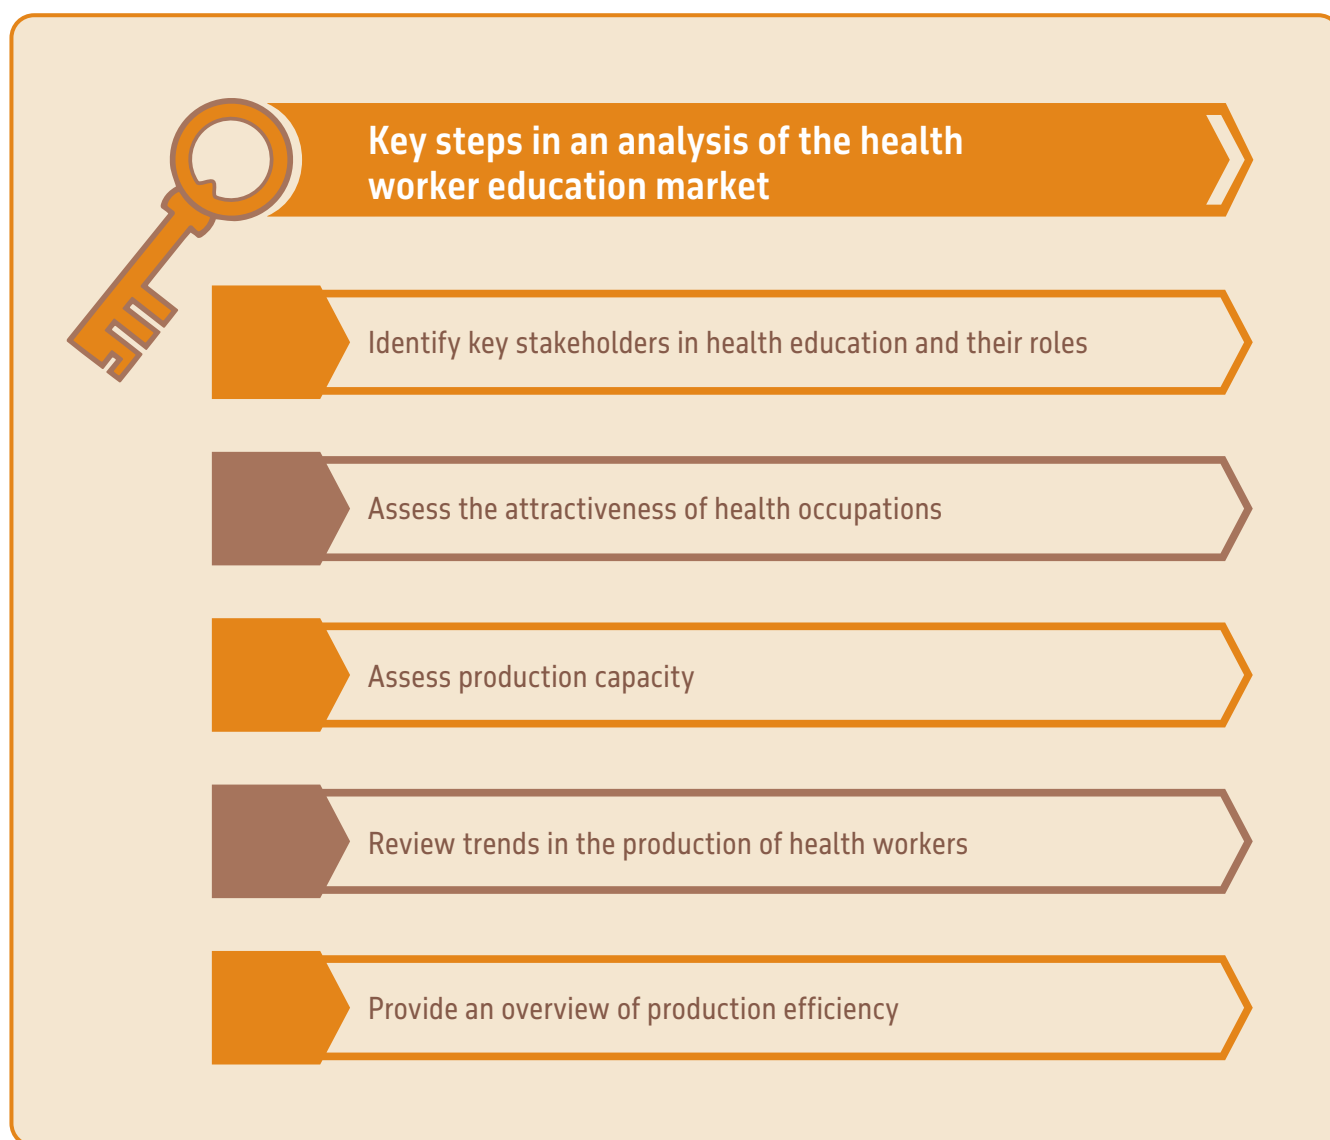 Key steps in an analysis of the health
worker education market
Identify key stakeholders in health education and their roles
Assess the attractiveness of health occupations
Assess production capacity
Review trends in the production of health workers
Provide an overview of production efficiency